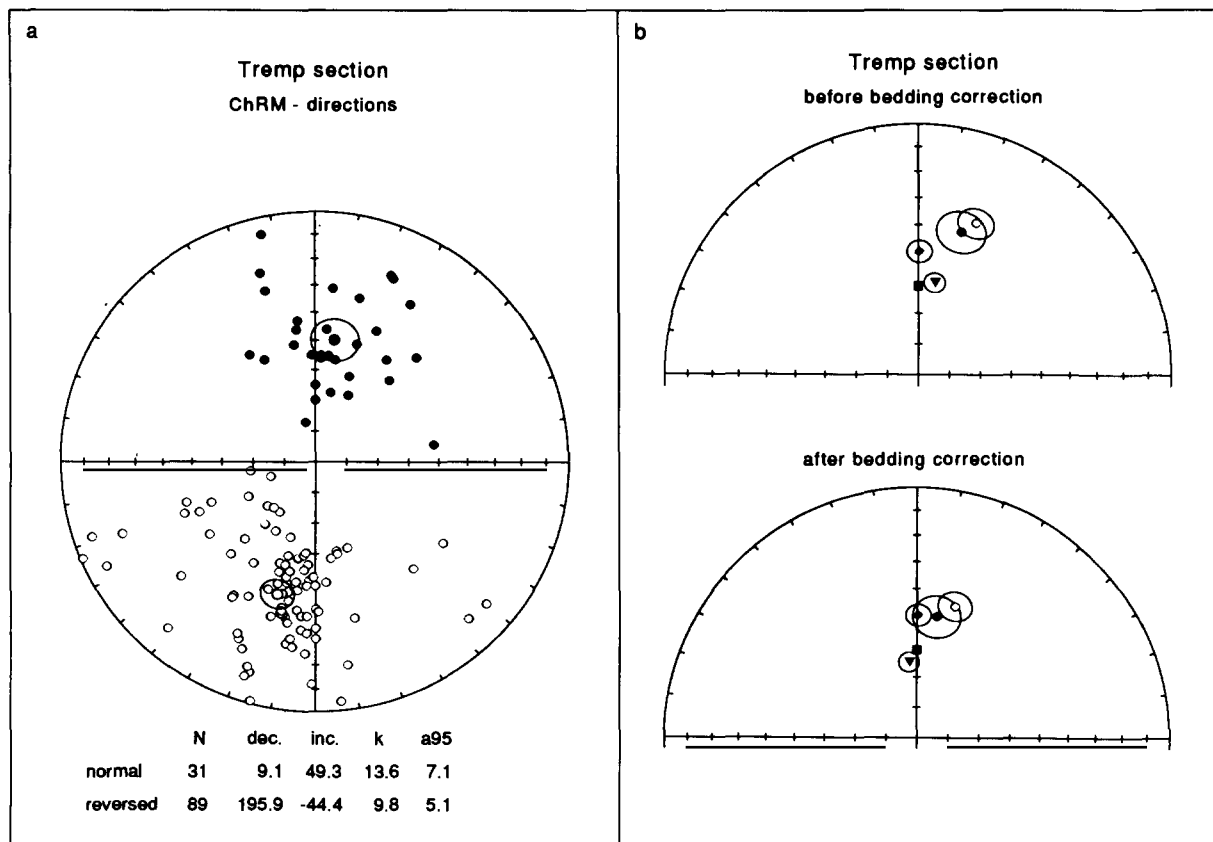 a
Tremp section
ChRM - directions
N dec. inc. k a95
normal 31 9.1 49.3 13.6 7.1
reversed 89 195.9 -44.4 9.8 5.1
b
Tremp section
before bedding correction
after bedding correction